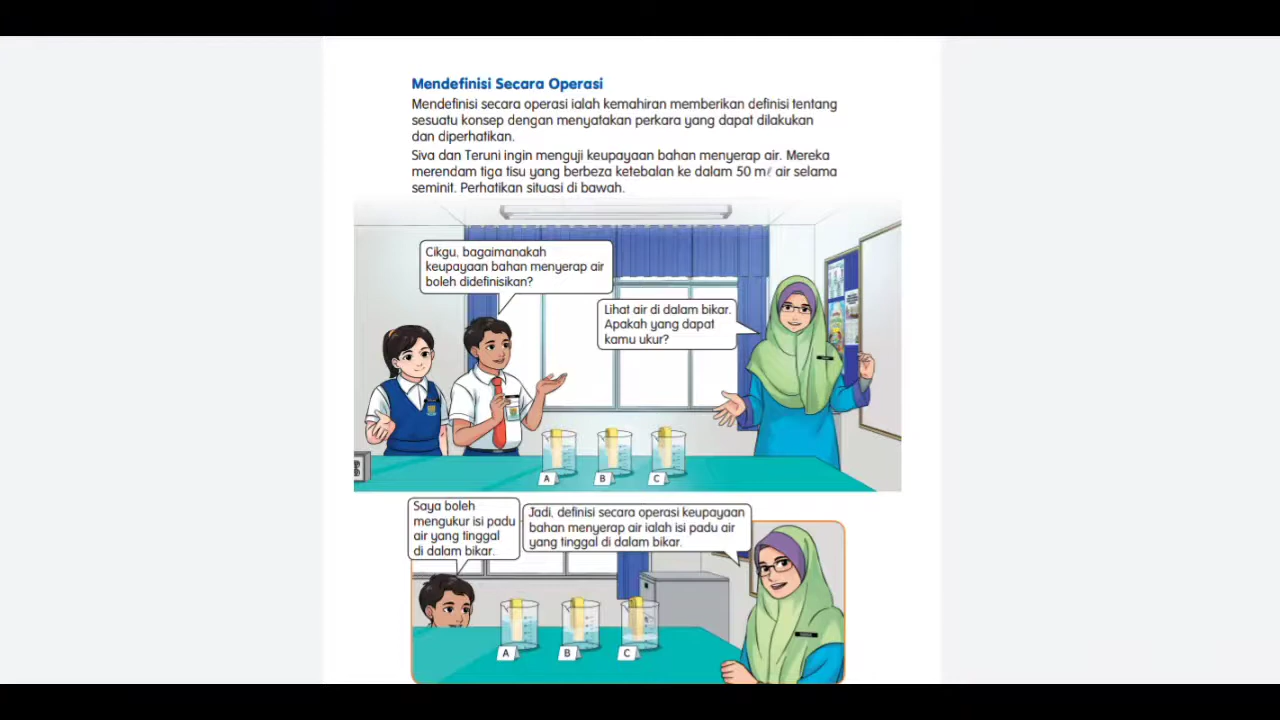 Mendefinisi Secara Operasi
Mendefinisi secara operasi ialah kemahiran memberikan definisi tentang
sesuatu konsep dengan menyatakan perkara yang dapat dilakukan
dan diperhatikan.
Siva dan Teruni ingin menguji keupayaan bahan menyerap air. Mereka
merendam tiga tisu yang berbeza ketebalan ke dalam 50 mℓ air selama
seminit. Perhatikan situasi di bawah.
Cikgu, bagaimanakah
keupayaan bahan menyerap air
boleh didefinisikan?
Lihat air di dalam bikar.
Apakah yang dapat
kamu ukur?
A
B
C
Saya boleh
mengukur isi padu
air yang tinggal
di dalam bikar.
Jadi, definisi secara operasi keupayaan
bahan menyerap air ialah isi padu air
yang tinggal di dalam bikar.
A
B
C